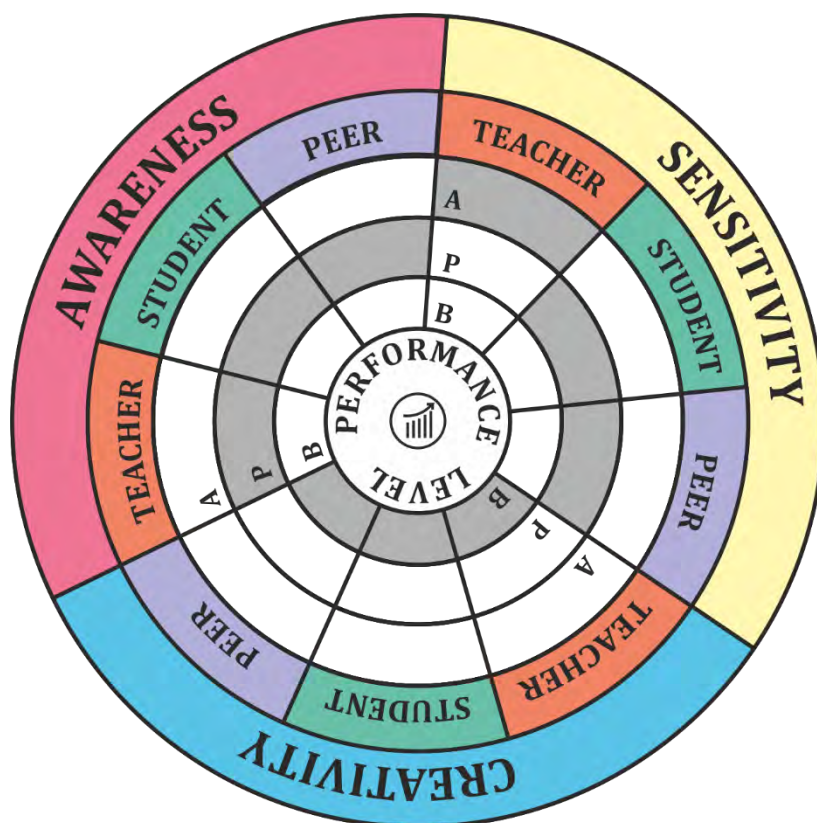 AWARENESS
SENSITIVITY
CREATIVITY
PEER
STUDENT
TEACHER
TEACHER
STUDENT
PEER
TEACHER
STUDENT
PEER
A
P
B
A
P
B
B
P
A
PERFORMANCE
LEVEL